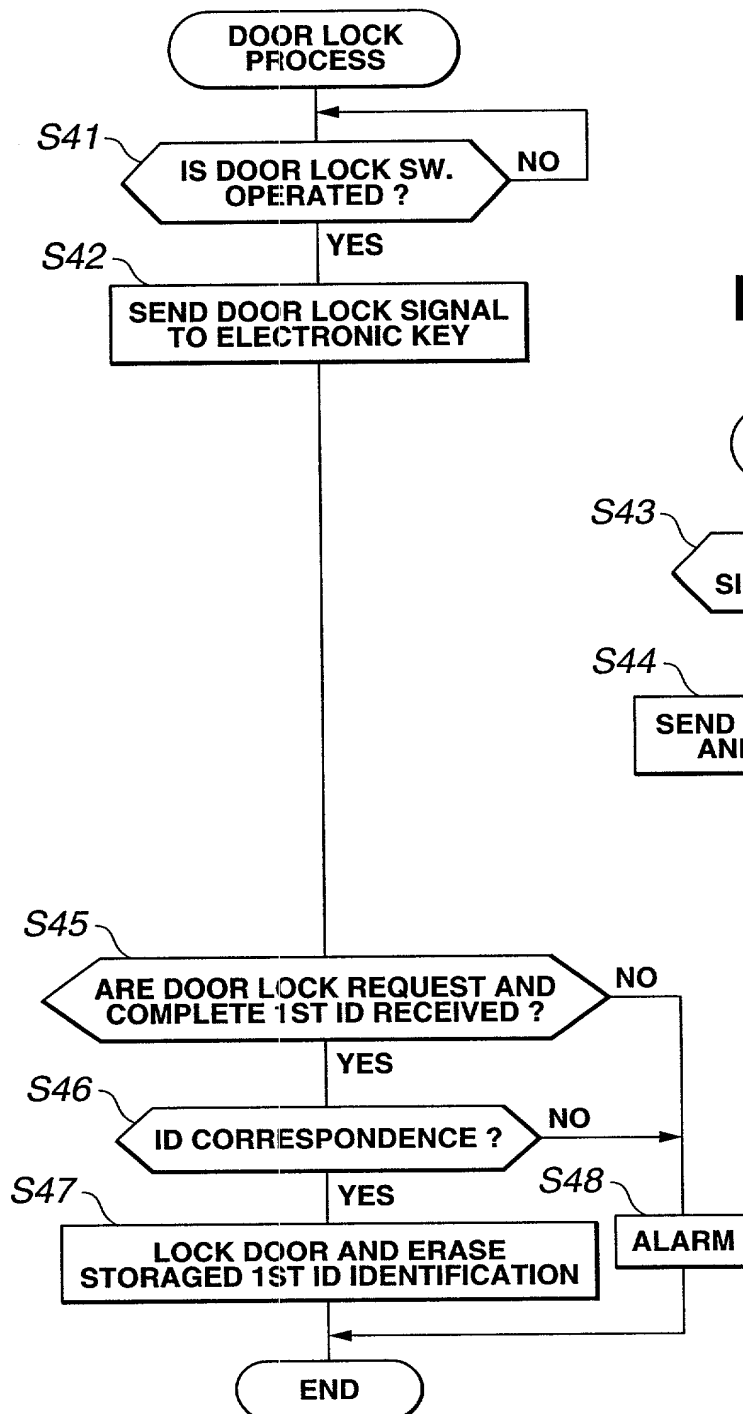 DOOR LOCK
PROCESS
S41
IS DOOR LOCK SW.
OPERATED ?
NO
YES
S42
SEND DOOR LOCK SIGNAL
TO ELECTRONIC KEY
S43
SI
S44
SEND
AN
S45
ARE DOOR LOCK REQUEST AND
COMPLETE 1ST ID RECEIVED ?
NO
YES
S46
ID CORRESPONDENCE ?
NO
YES
S47
LOCK DOOR AND ERASE
STORAGED 1ST ID IDENTIFICATION
S48
ALARM
END